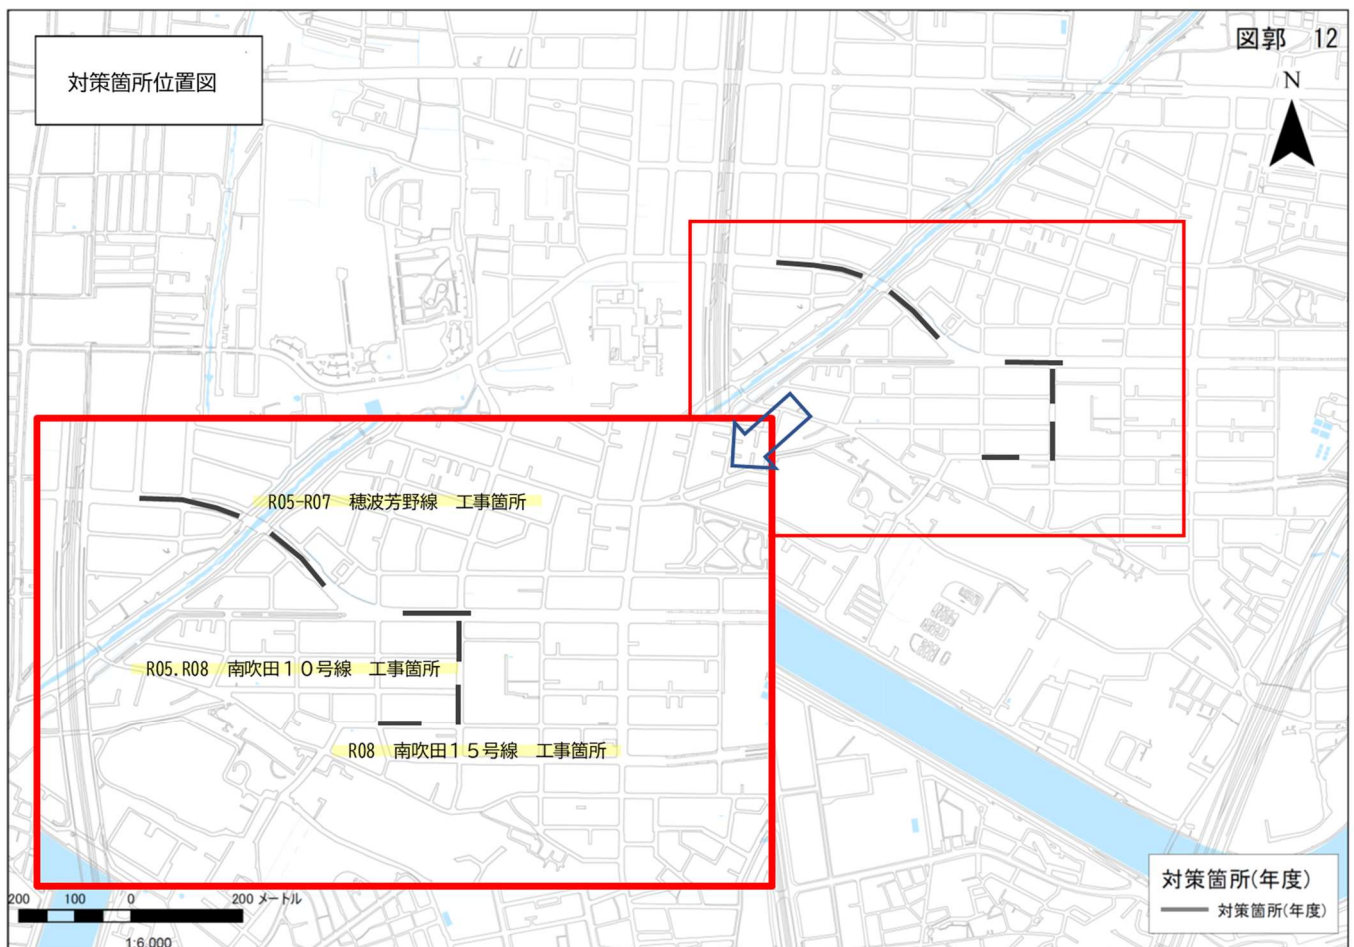 図郭 12
対策箇所位置図
N
R05-R07 穂波芳野線 工事箇所
R05.R08 南吹田１０号線 工事箇所
R08 南吹田１５号線 工事箇所
対策箇所(年度)
対策箇所(年度)
200 100 0 200 メートル
1:6,000